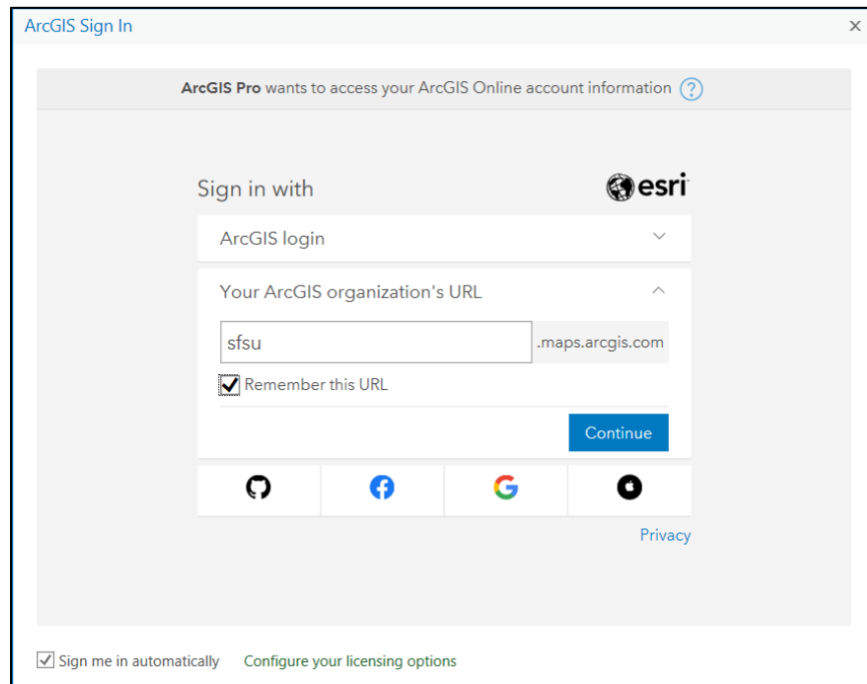 ArcGIS Sign In
ArcGIS Pro wants to access your ArcGIS Online account information ?
Sign in with
esri
ArcGIS login
Your ArcGIS organization's URL
sfsu .maps.arcgis.com
Remember this URL
Continue
Privacy
Sign me in automatically Configure your licensing options